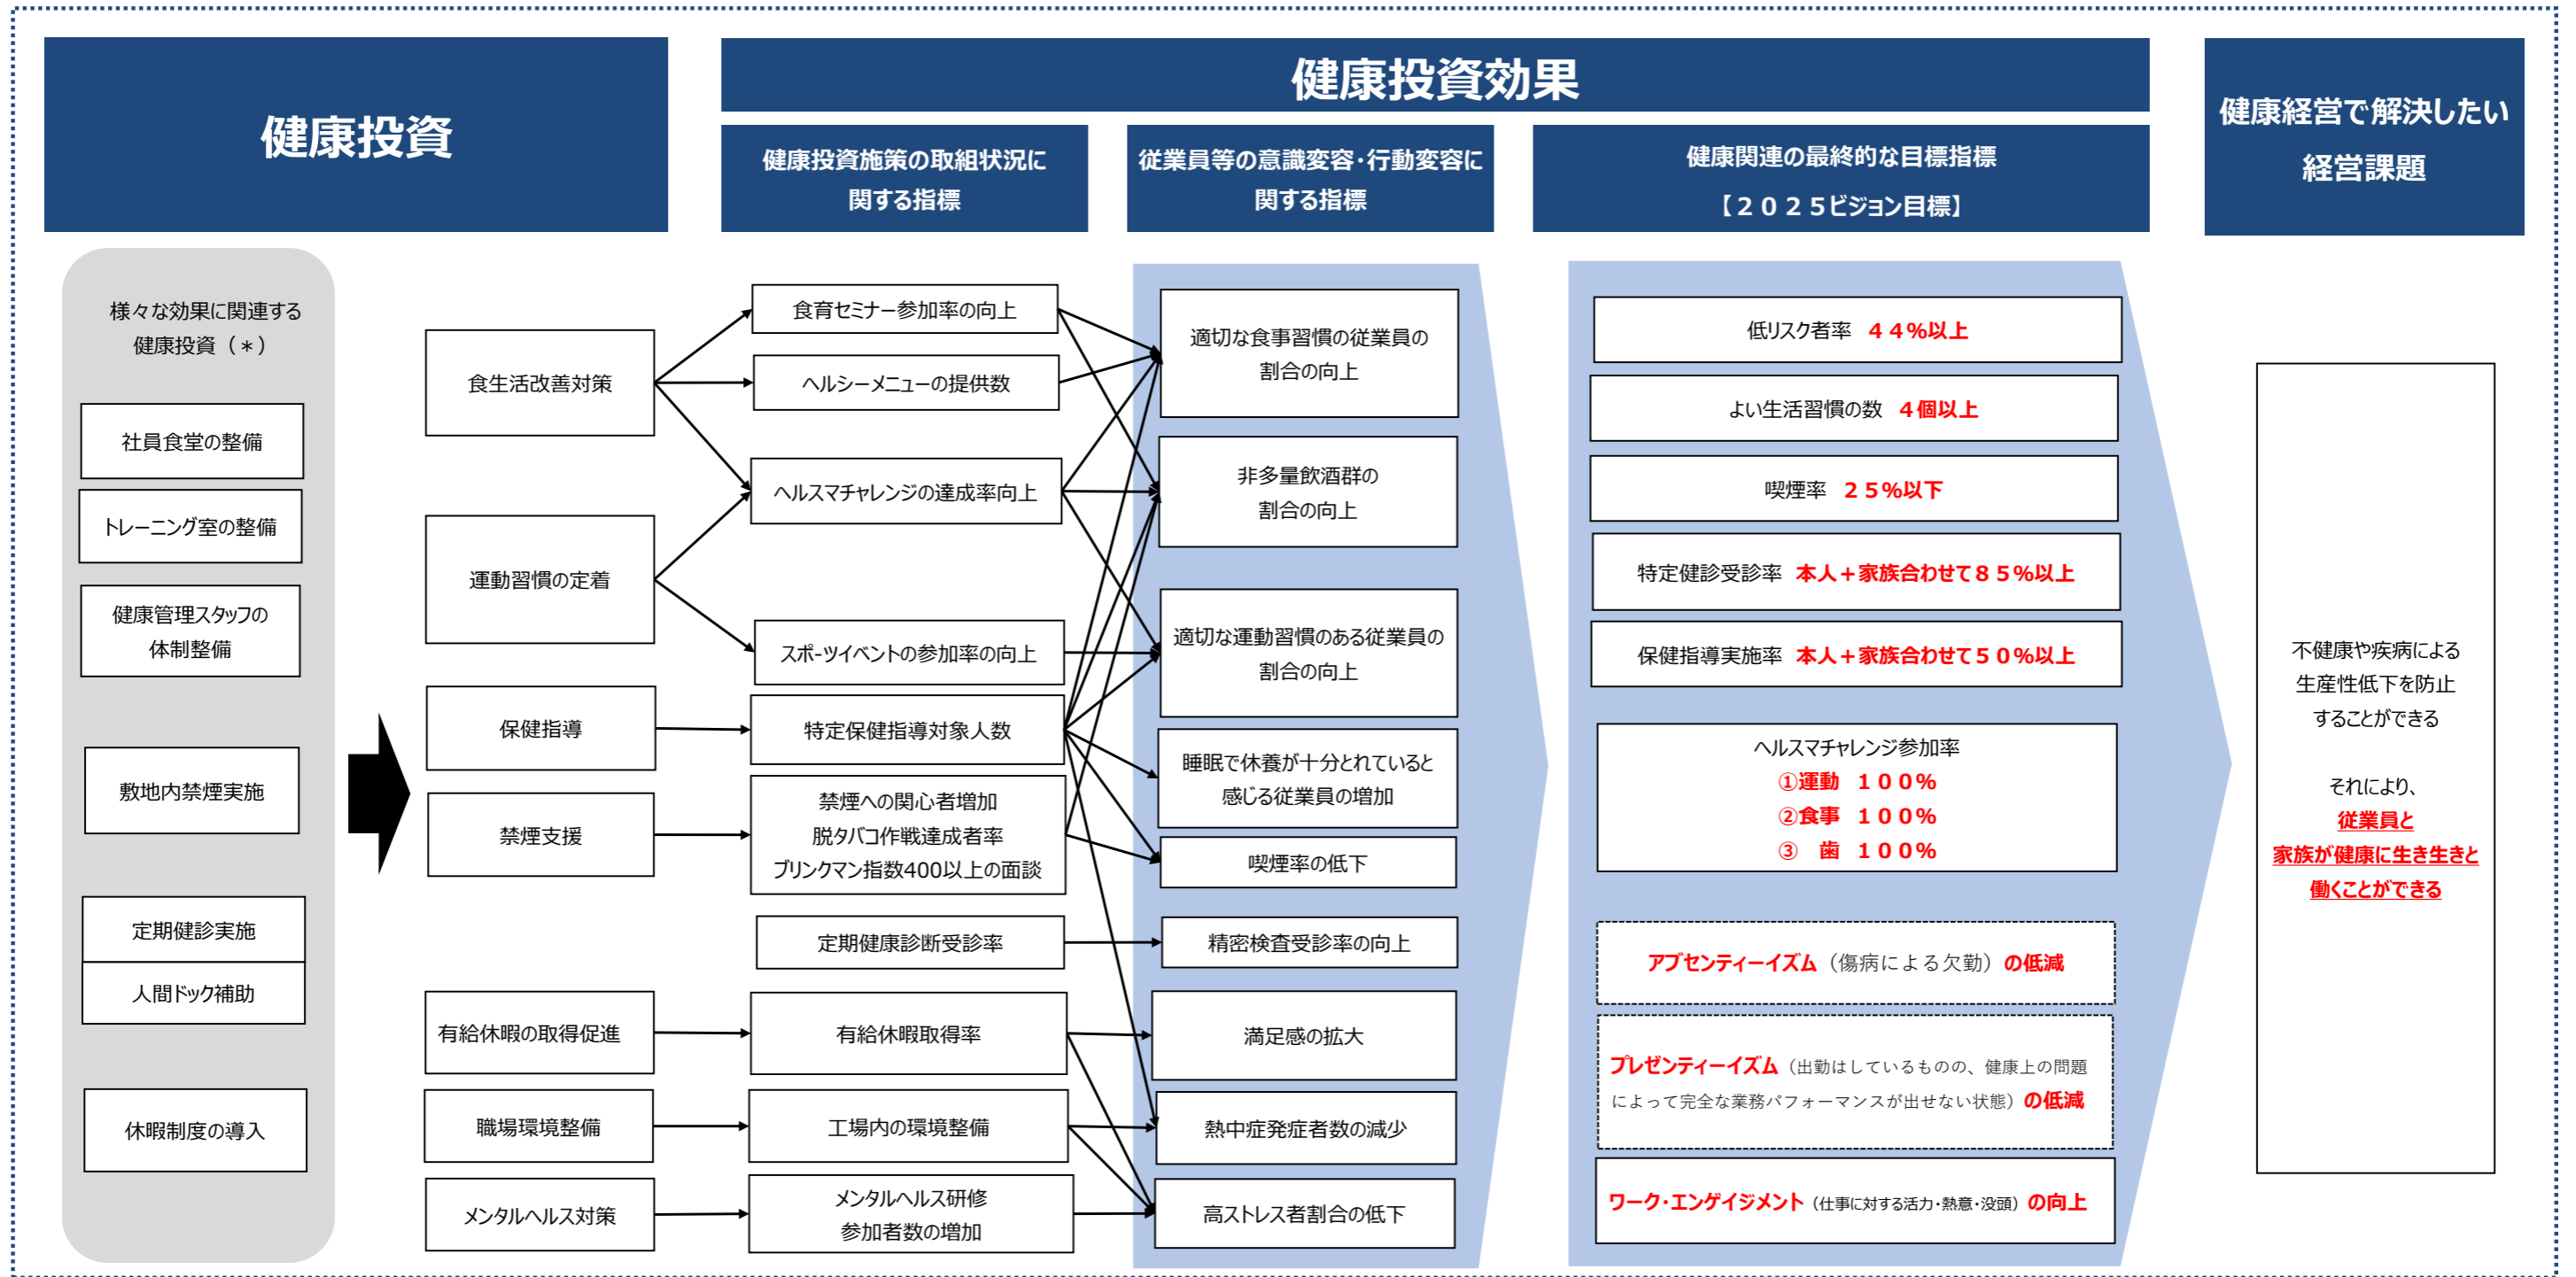 健康投資
健康投資効果
健康投資施策の取組状況に
関する指標
従業員等の意識変容・行動変容に
関する指標
健康関連の最終的な目標指標
【２０２５ビジョン目標】
健康経営で解決したい
経営課題
様々な効果に関連する
健康投資（＊）
社員食堂の整備
トレーニング室の整備
健康管理スタッフの
体制整備
敷地内禁煙実施
定期健診実施
人間ドック補助
休暇制度の導入
食生活改善対策
運動習慣の定着
保健指導
禁煙支援
有給休暇の取得促進
職場環境整備
メンタルヘルス対策
食育セミナー参加率の向上
ヘルシーメニューの提供数
ヘルスマチャレンジの達成率向上
スポーツイベントの参加率の向上
特定保健指導対象人数
禁煙への関心者増加
脱タバコ作戦達成者率
ブリンクマン指数400以上の面談
定期健康診断受診率
有給休暇取得率
工場内の環境整備
メンタルヘルス研修
参加者数の増加
適切な食事習慣の従業員の
割合の向上
非多量飲酒群の
割合の向上
適切な運動習慣のある従業員の
割合の向上
睡眠で休養が十分とれていると
感じる従業員の増加
喫煙率の低下
精密検査受診率の向上
満足感の拡大
熱中症発症者数の減少
高ストレス者割合の低下
低リスク者率 ４４％以上
よい生活習慣の数 ４個以上
喫煙率 ２５％以下
特定健診受診率 本人＋家族合わせて８５％以上
保健指導実施率 本人＋家族合わせて５０％以上
ヘルスマチャレンジ参加率
①運動 １００％
②食事 １００％
③ 歯 １００％
アブセンティーイズム（傷病による欠勤）の低減
プレゼンティーイズム（出勤はしているものの、健康上の問題
によって完全な業務パフォーマンスが出せない状態）の低減
ワーク・エンゲイジメント（仕事に対する活力・熱意・没頭）の向上
不健康や疾病による
生産性低下を防止
することができる
それにより、
従業員と
家族が健康に生き生きと
働くことができる